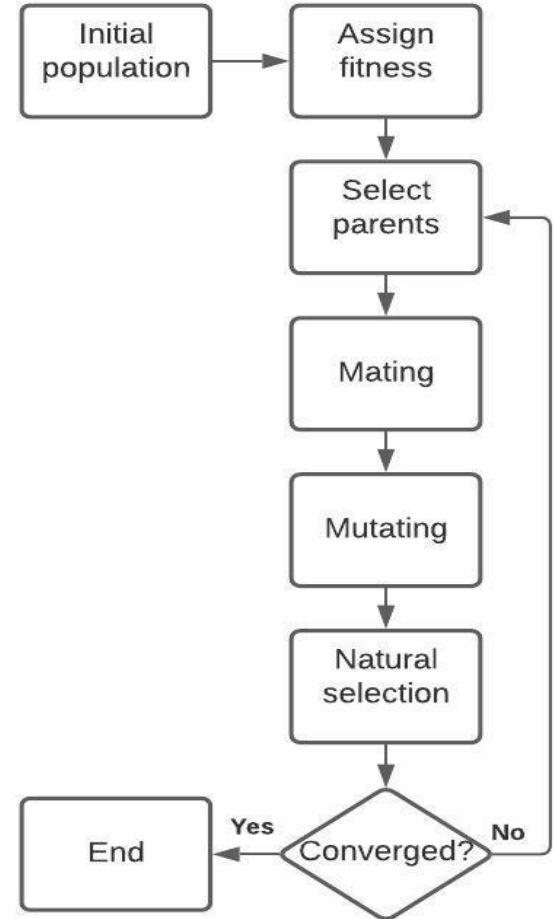 Initial
population
Assign
fitness
Select
parents
Mating
Mutating
Natural
selection
Converged?
Yes
No
End